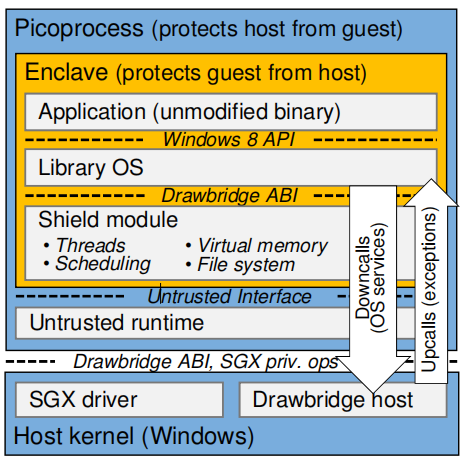 Picoprocess (protects host from guest)
Enclave (protects guest from host)
Application (unmodified binary)
Windows 8 API
Library OS
Drawbridge ABI
Shield module
• Threads
• Virtual memory
• Scheduling
• File system
Untrusted Interface
Untrusted runtime
Downcalls
(OS services)
Upcalls (exceptions)
Drawbridge ABI, SGX priv. ops
SGX driver
Drawbridge host
Host kernel (Windows)